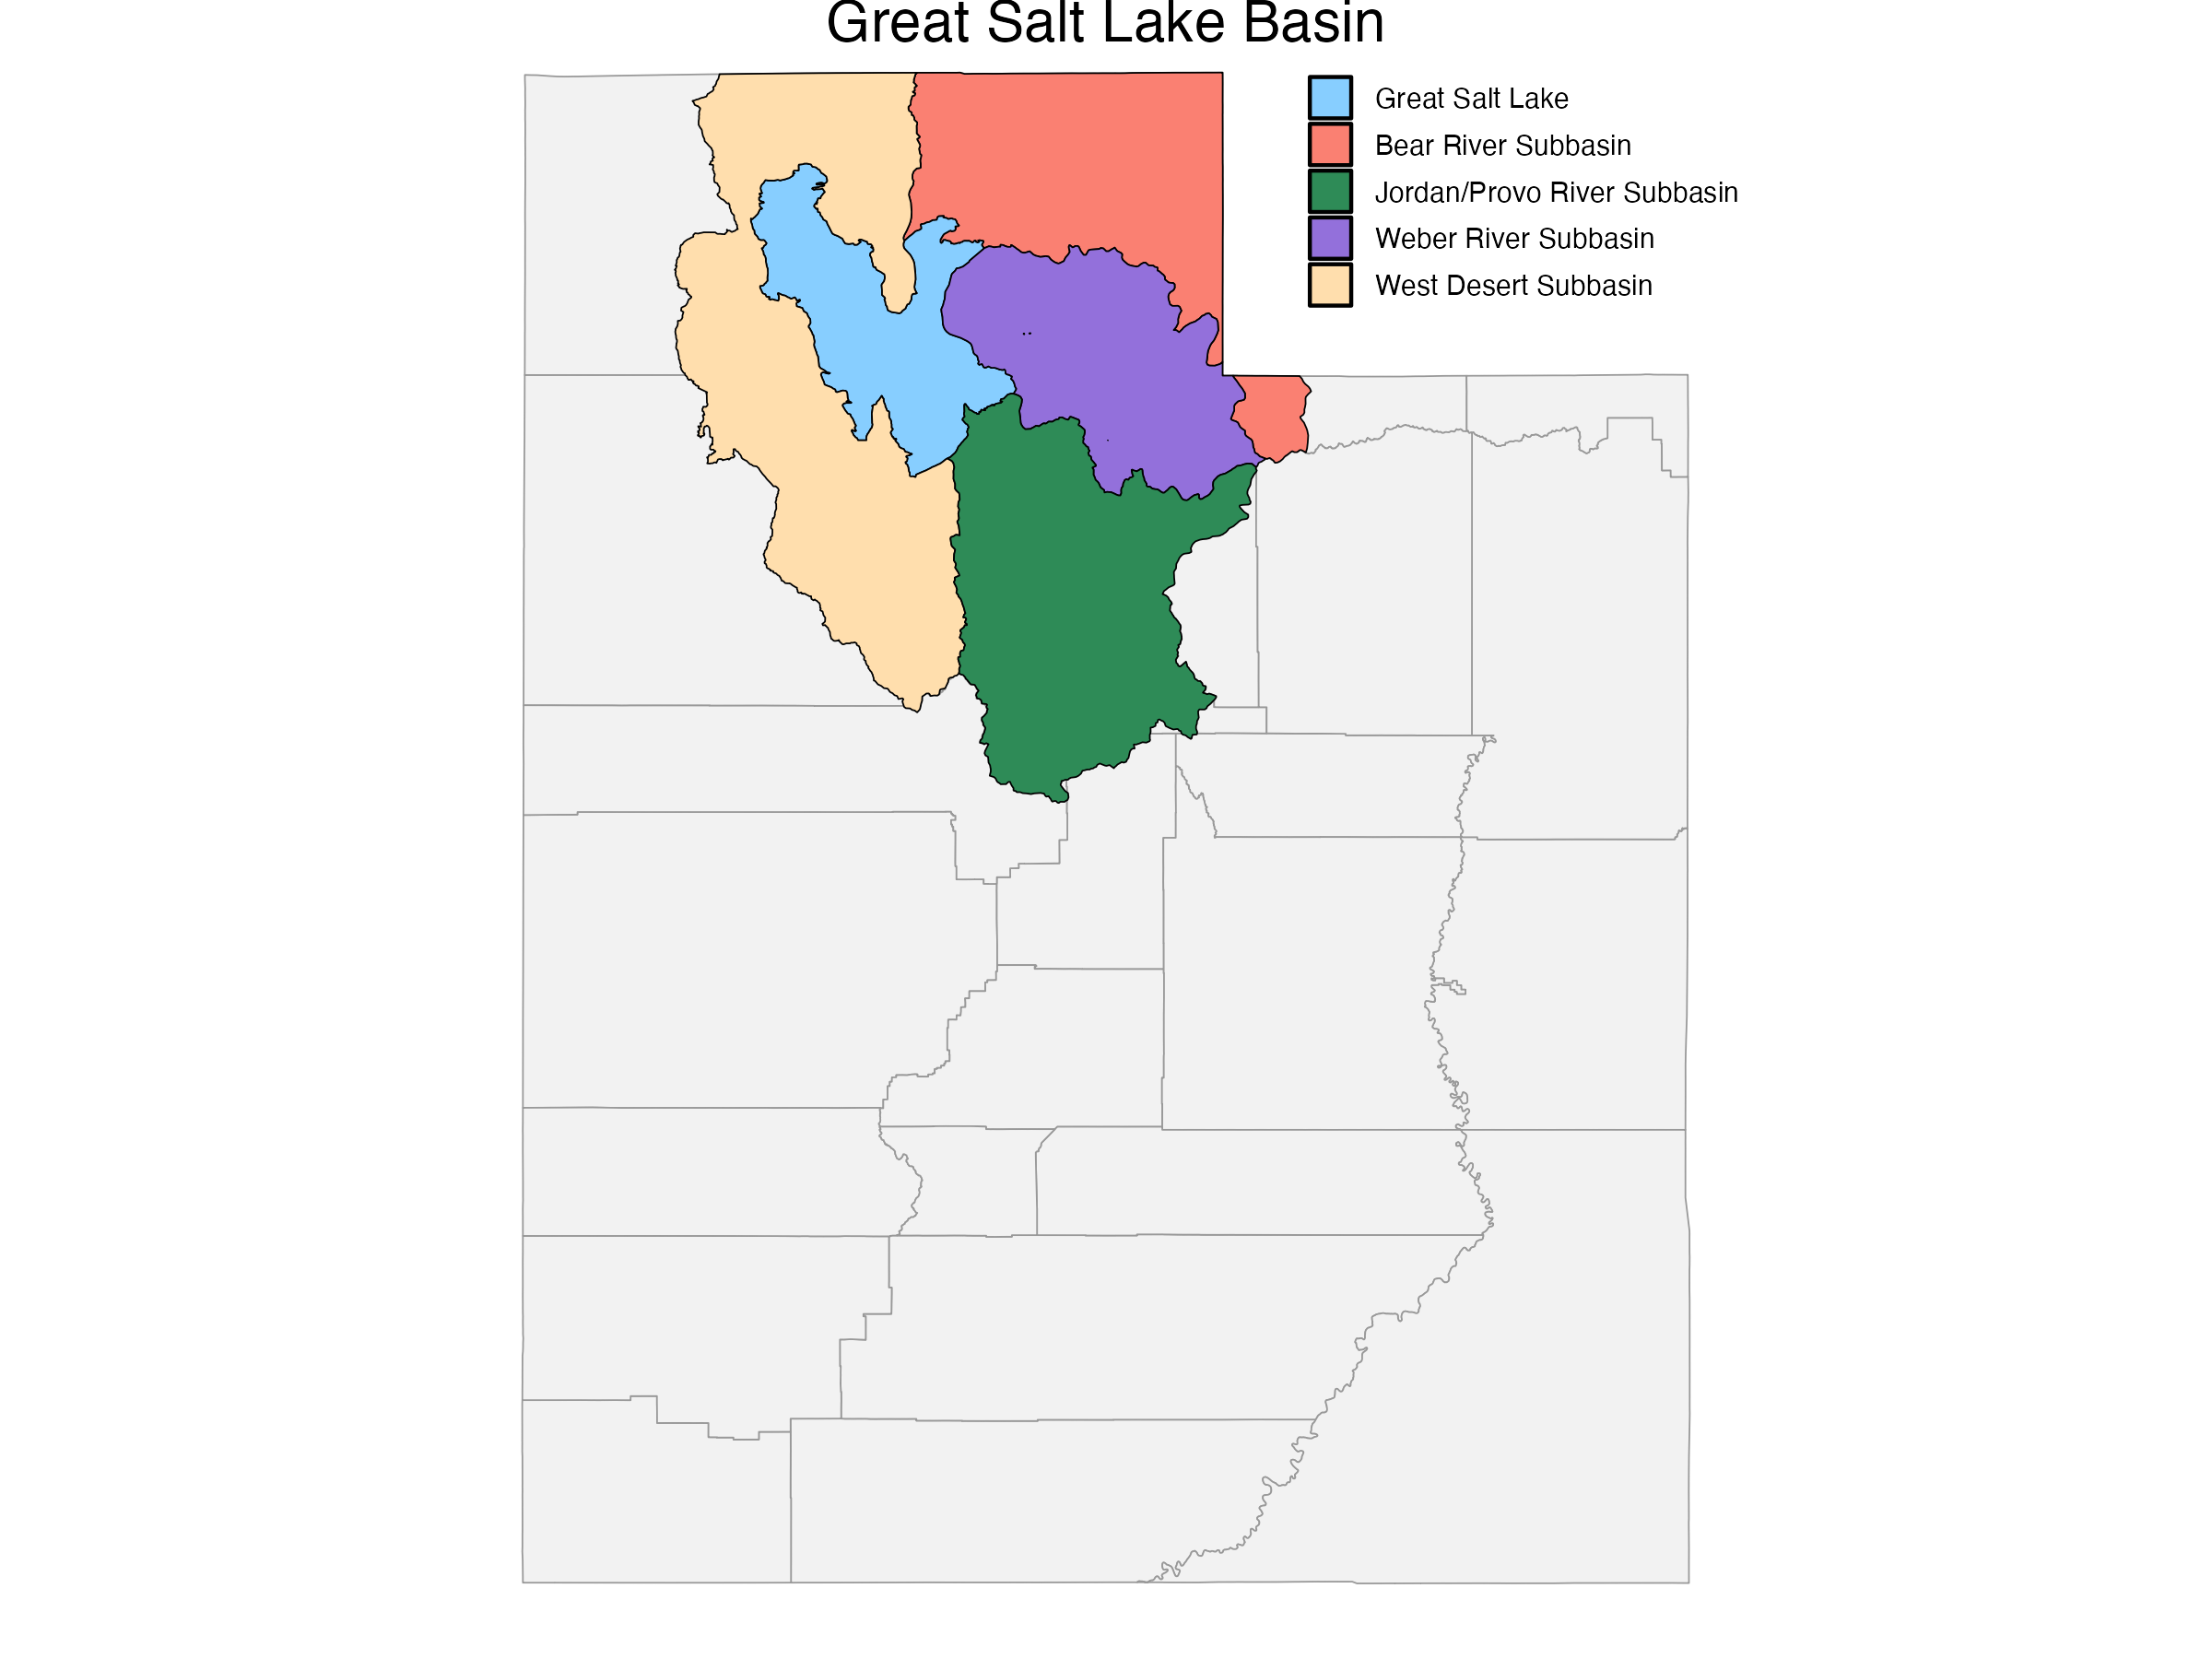 Great Salt Lake Basin
Great Salt Lake
Bear River Subbasin
Jordan/Provo River Subbasin
Weber River Subbasin
West Desert Subbasin